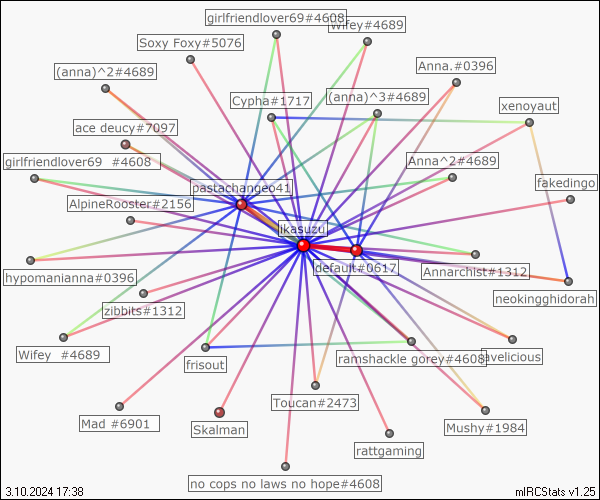 girlfriendlover69#4608
Wifey#4689
Soxy Foxy#5076
(anna)^2#4689
Anna.#0396
Cypha#1717
(anna)^3#4689
xenoyaut
ace deucy#7097
girlfriendlover69 #4608
Anna^2#4689
pastachangeo41
fakedingo
AlpineRooster#2156
Ikasuzu
default#0617
hypomanianna#0396
Annarchist#1312
zibbits#1312
neokingghidorah
Wifey #4689
frisout
ramshackle gorey#4608
avelicious
Toucan#2473
Mad #6901
Skalman
Mushy#1984
rattgaming
no cops no laws no hope#4608
3.10.2024 17:38
mIRCStats v1.25